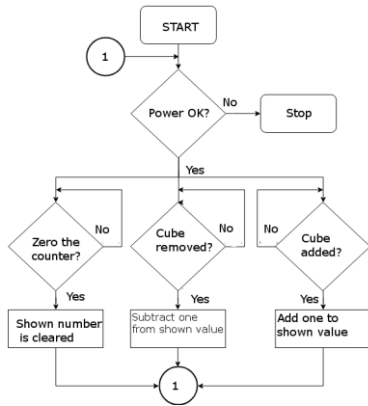 START
1
Power OK?
No
Stop
Yes
Zero the
counter?
No
Cube
removed?
No
No
Cube
added?
Yes
Yes
Yes
Shown number
is cleared
Subtract one
from shown value
Add one to
shown value
1